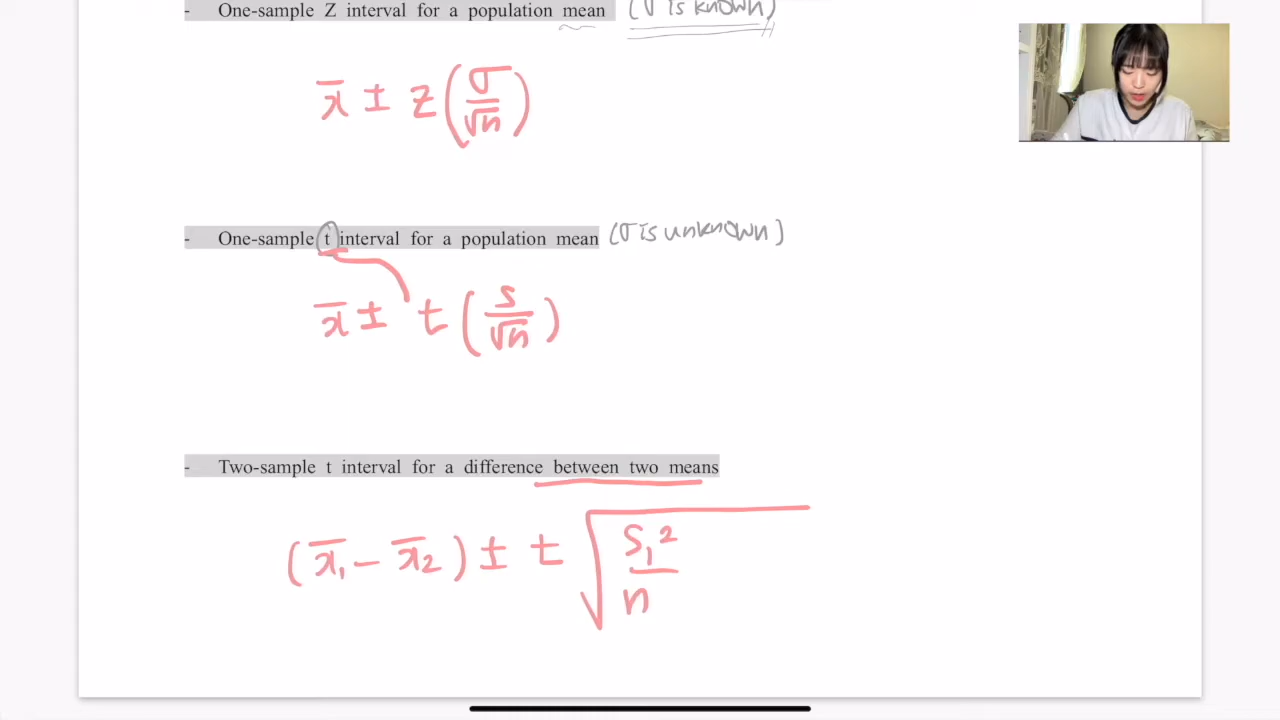 - One-sample Z interval for a population mean (σ is known)
x̄ ± z(σ/√n)
- One-sample t interval for a population mean (σ is unknown)
x̄ ± t(s/√n)
- Two-sample t interval for a difference between two means
(x̄₁ - x̄₂) ± t √ s₁²/n